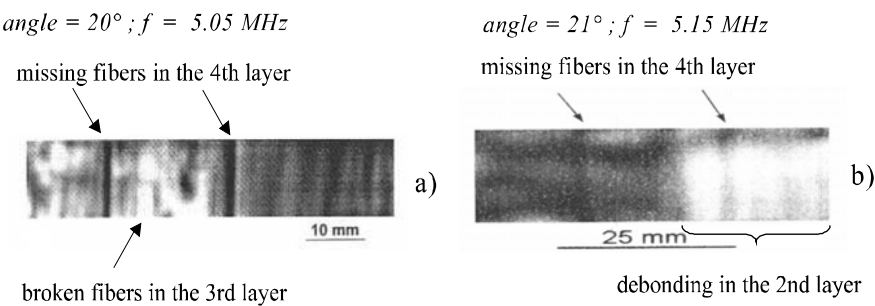 angle = 20° ; f = 5.05 MHz
missing fibers in the 4th layer
a)
10 mm
broken fibers in the 3rd layer
angle = 21° ; f = 5.15 MHz
missing fibers in the 4th layer
b)
25 mm
debonding in the 2nd layer